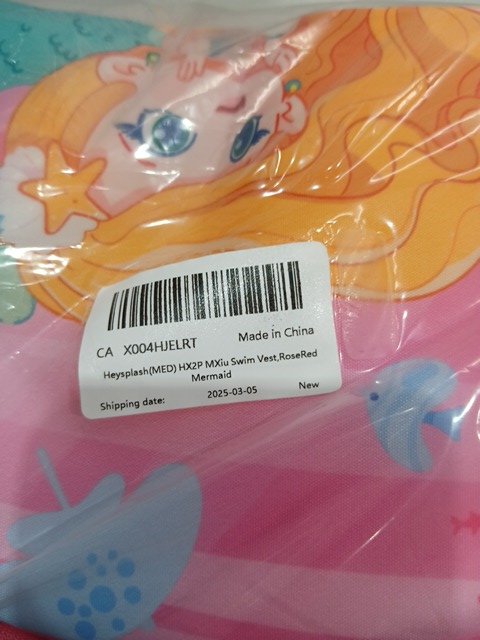 CA X004HJELRT Made in China
Heysplash(MED) HX2P MXiu Swim Vest,RoseRed
Mermaid
Shipping date: 2025-03-05 New